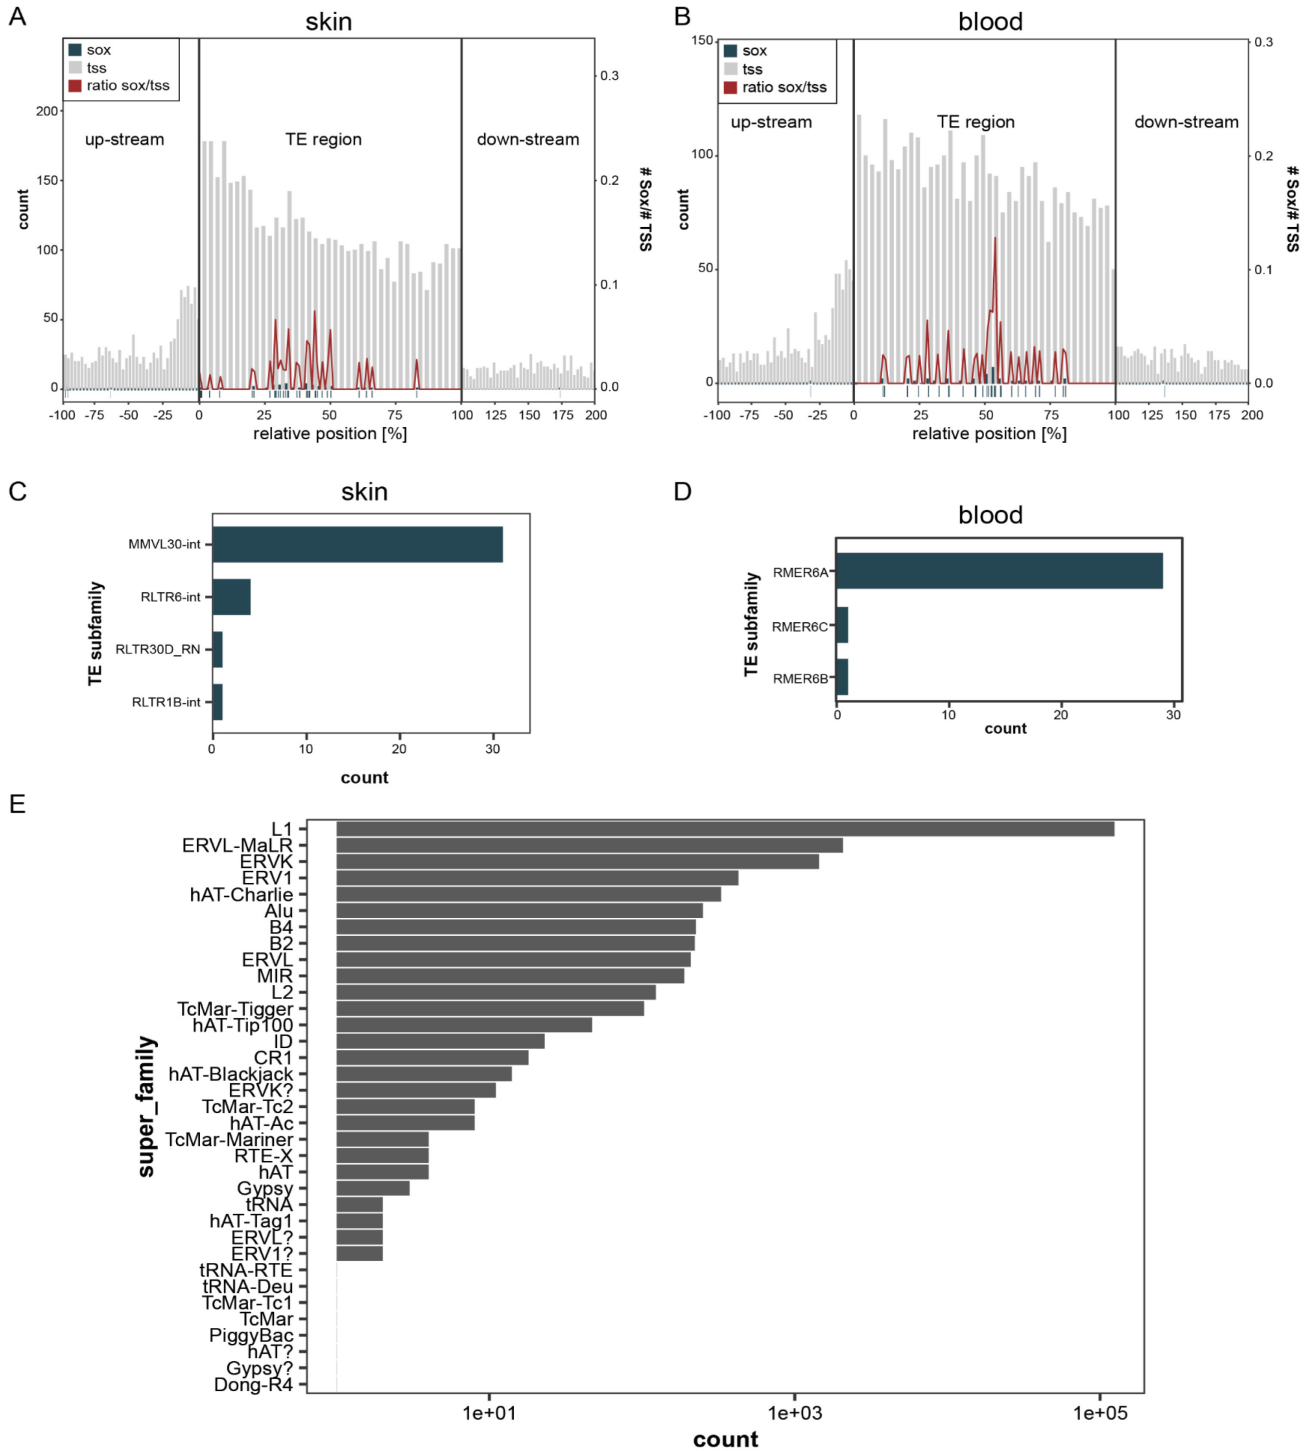 A
skin
sox
tss
ratio sox/tss
up-stream
TE region
down-stream
200
150
100
50
0
count
0.3
0.2
0.1
0.0
# Sox/# TSS
-100 -75 -50 -25 0 25 50 75 100 125 150 175 200
relative position [%]
B
blood
sox
tss
ratio sox/tss
up-stream
TE region
down-stream
150
100
50
0
count
0.3
0.2
0.1
0.0
# Sox/# TSS
-100 -75 -50 -25 0 25 50 75 100 125 150 175 200
relative position [%]
C
skin
TE subfamily
MMVL30-int
RLTR6-int
RLTR30D_RN
RLTR1B-int
0 10 20 30
count
D
blood
TE subfamily
RMER6A
RMER6C
RMER6B
0 10 20 30
count
E
super_family
L1
ERVL-MaLR
ERVK
ERV1
hAT-Charlie
Alu
B4
B2
ERVL
MIR
L2
TcMar-Tigger
hAT-Tip100
ID
CR1
hAT-Blackjack
ERVK?
TcMar-Tc2
hAT-Ac
TcMar-Mariner
RTE-X
hAT
Gypsy
tRNA
hAT-Tag1
ERVL?
ERV1?
tRNA-RTE
tRNA-Deu
TcMar-Tc1
TcMar
PiggyBac
hAT?
Gypsy?
Dong-R4
1e+01 1e+03 1e+05
count